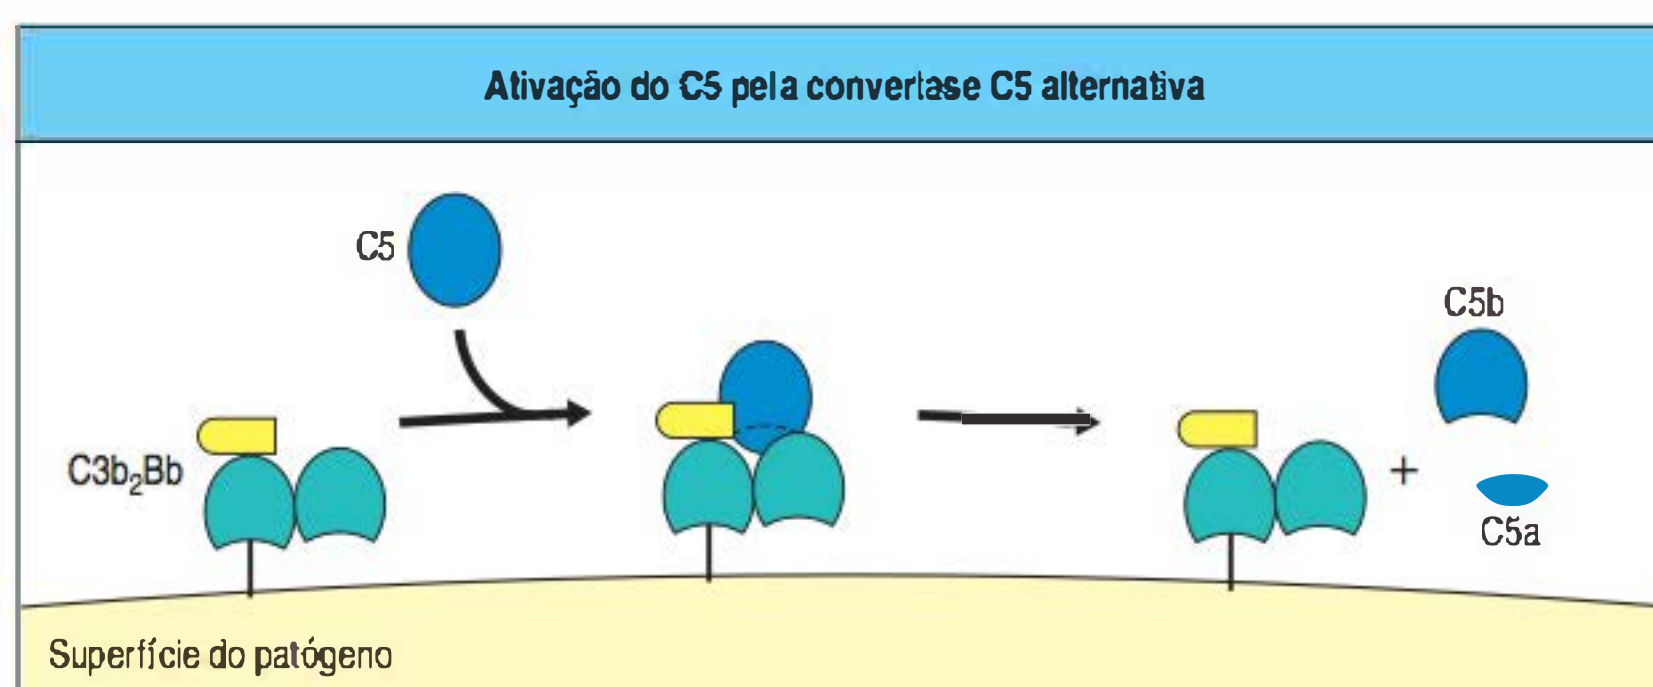 Ativação do C5 pela convertase C5 alternativa
C5
C5b
C3b₂Bb
+
C5a
Superfície do patógeno